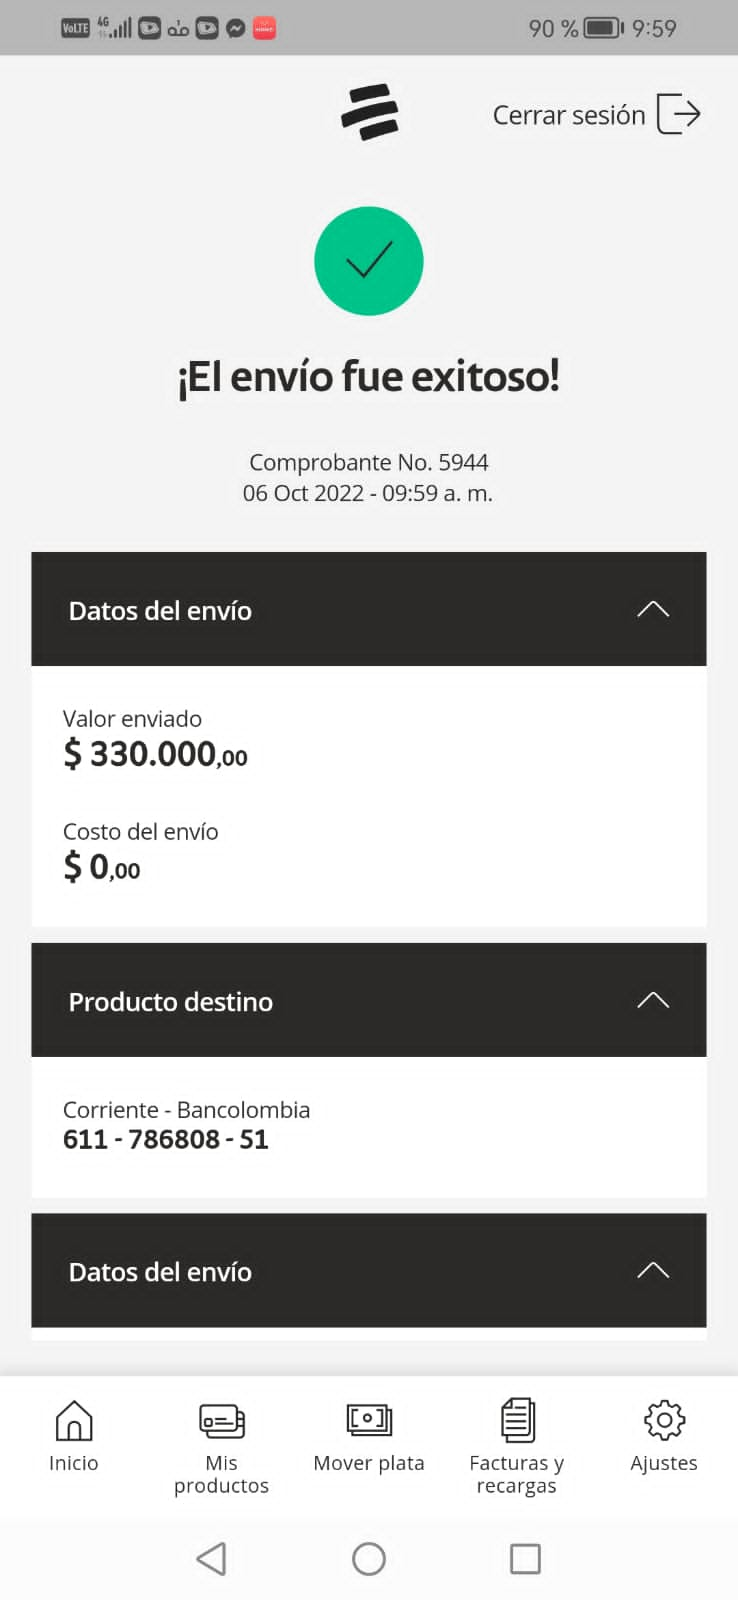 VoLTE 4G 90 % 9:59
Cerrar sesión
¡El envío fue exitoso!
Comprobante No. 5944
06 Oct 2022 - 09:59 a. m.
Datos del envío
Valor enviado
$ 330.000,00
Costo del envío
$ 0,00
Producto destino
Corriente - Bancolombia
611 - 786808 - 51
Datos del envío
Inicio
Mis
productos
Mover plata
Facturas y
recargas
Ajustes